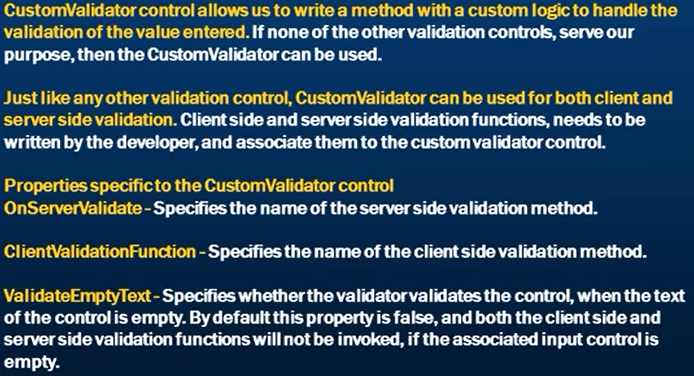 CustomValidator control allows us to write a method with a custom logic to handle the
validation of the value entered. If none of the other validation controls, serve our
purpose, then the CustomValidator can be used.
Just like any other validation control, CustomValidator can be used for both client and
server side validation. Client side and server side validation functions, needs to be
written by the developer, and associate them to the custom validator control.
Properties specific to the CustomValidator control
OnServerValidate - Specifies the name of the server side validation method.
ClientValidationFunction - Specifies the name of the client side validation method.
ValidateEmptyText - Specifies whether the validator validates the control, when the text
of the control is empty. By default this property is false, and both the client side and
server side validation functions will not be invoked, if the associated input control is
empty.